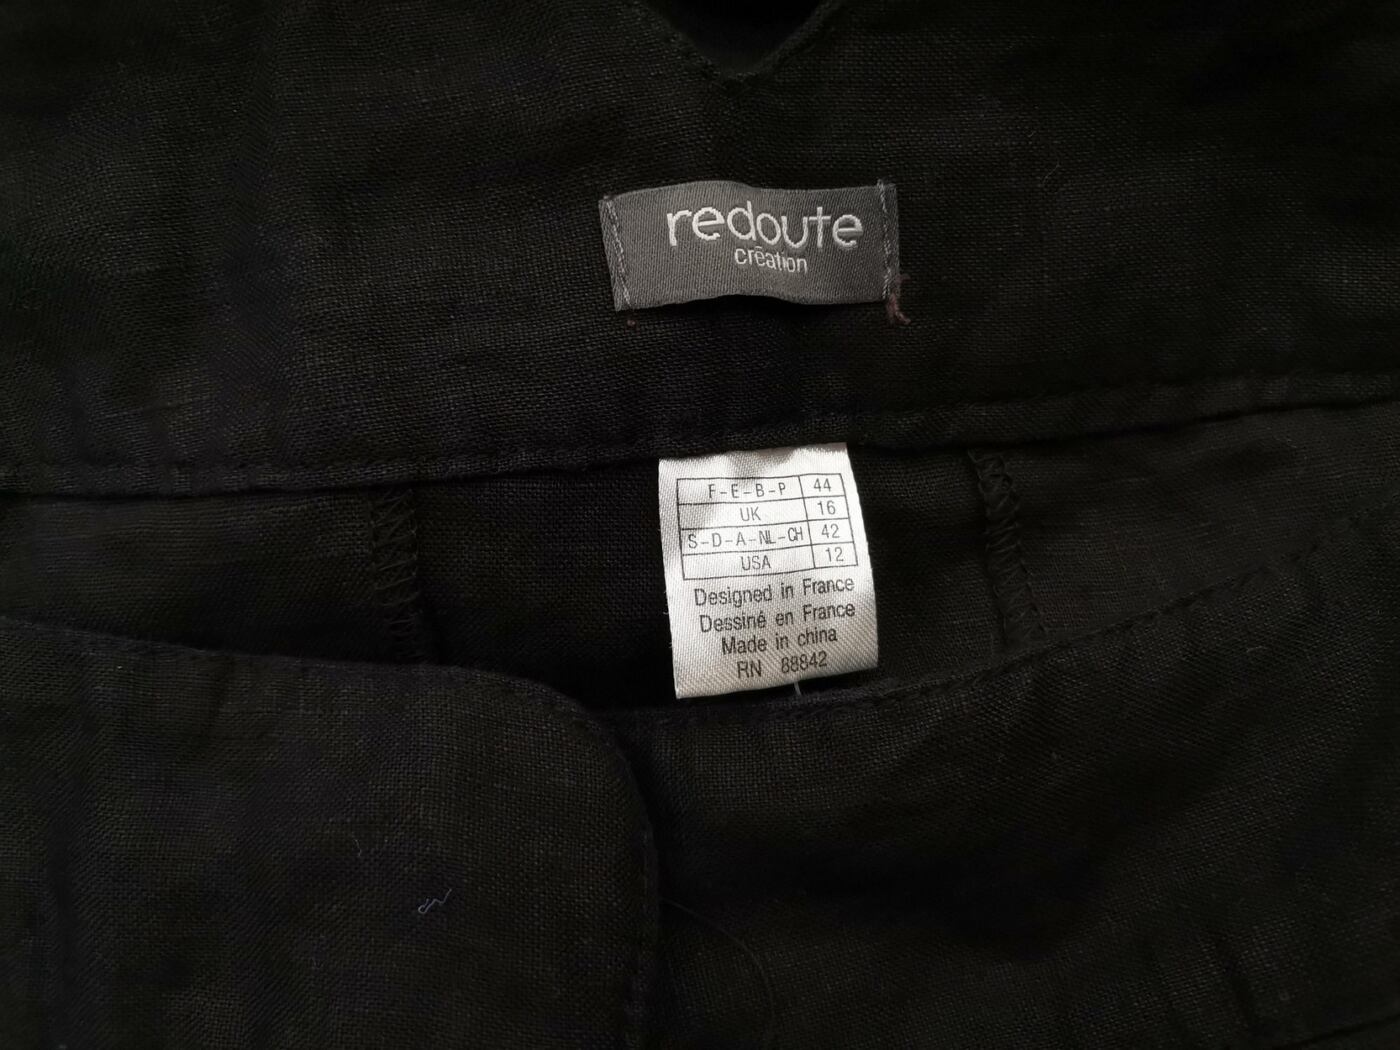 redoute
crēation
F-E-B-P 44
UK 16
S-D-A-NL-CH 42
USA 12
Designed in France
Dessiné en France
Made in china
RN 88842